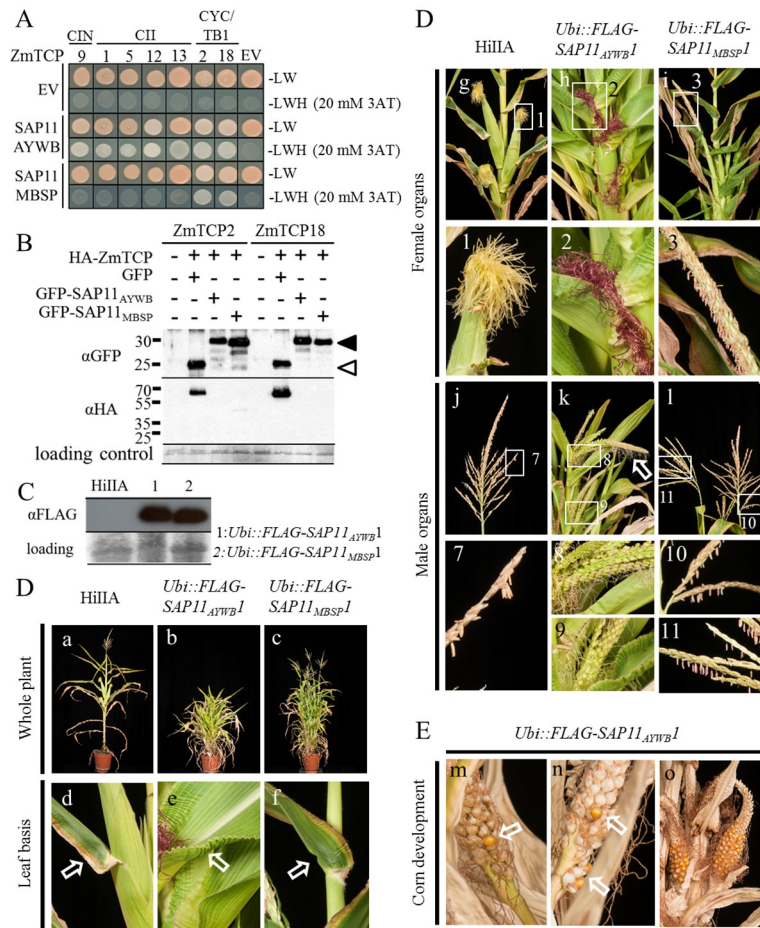 A
CYC/
CIN CII TB1
ZmTCP 9 1 5 12 13 2 18 EV
EV -LW
-LWH (20 mM 3AT)
SAP11 AYWB -LW
-LWH (20 mM 3AT)
SAP11 MBSP -LW
-LWH (20 mM 3AT)
B
ZmTCP2 ZmTCP18
HA-ZmTCP - + + + - + + +
GFP - + - - - + - -
GFP-SAP11AYWB - - + - - - + -
GFP-SAP11MBSP - - - + - - - +
αGFP 30 25
αHA 70 55 35 25
loading control
C
HiIIA 1 2
αFLAG
loading
1:Ubi::FLAG-SAP11AYWB1
2:Ubi::FLAG-SAP11MBSP1
D
HiIIA Ubi::FLAG-SAP11AYWB1 Ubi::FLAG-SAP11MBSP1
Whole plant
a b c
Leaf basis
d e f
D
HiIIA Ubi::FLAG-SAP11AYWB1 Ubi::FLAG-SAP11MBSP1
Female organs
g 1 h 2 i 3
1 2 3
Male organs
j 7 k 8 9 l 11 10
7 8 10
9 11
E
Ubi::FLAG-SAP11AYWB1
Corn development
m n o